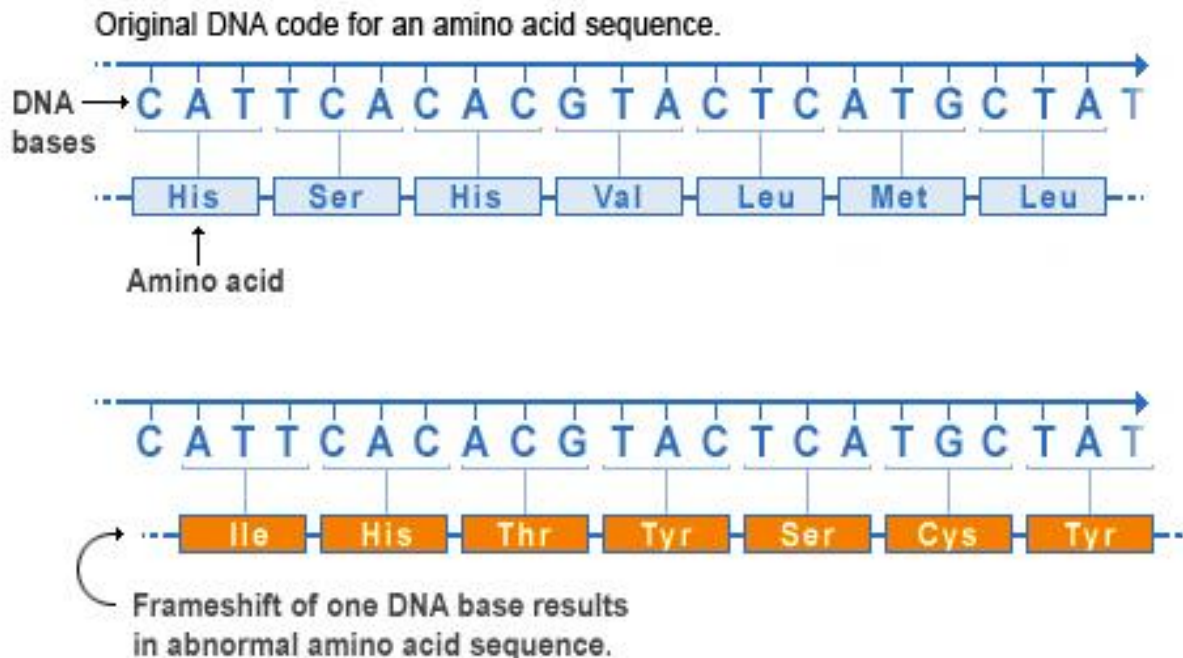 Original DNA code for an amino acid sequence.
DNA bases
C A T T C A C A C G T A C T C A T G C T A T
His Ser His Val Leu Met Leu
Amino acid
C A T T C A C A C G T A C T C A T G C T A T
Ile His Thr Tyr Ser Cys Tyr
Frameshift of one DNA base results
in abnormal amino acid sequence.